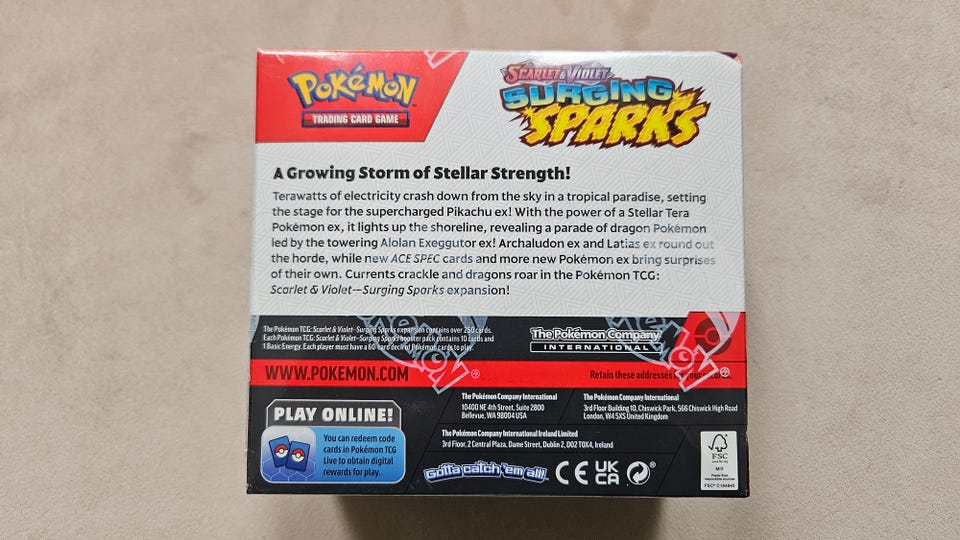 POKéMON
TRADING CARD GAME
SCARLET & VIOLET
SURGING
SPARKS
A Growing Storm of Stellar Strength!
Terawatts of electricity crash down from the sky in a tropical paradise, setting
the stage for the supercharged Pikachu ex! With the power of a Stellar Tera
Pokémon ex, it lights up the shoreline, revealing a parade of dragon Pokémon
led by the towering Alolan Exeggutor ex! Archaludon ex and Latias ex round out
the horde, while new ACE SPEC cards and more new Pokémon ex bring surprises
of their own. Currents crackle and dragons roar in the Pokémon TCG:
Scarlet & Violet—Surging Sparks expansion!
The Pokémon TCG: Scarlet & Violet–Surging Sparks expansion contains over 250 cards.
Each Pokémon TCG: Scarlet & Violet–Surging Sparks booster pack contains 10 cards and
1 Basic Energy. Each player must have a 60-card deck of Pokémon cards to play.
The Pokémon Company
INTERNATIONAL
WWW.POKEMON.COM
Retain these addresses for your
PLAY ONLINE!
You can redeem code
cards in Pokémon TCG
Live to obtain digital
rewards for play.
The Pokémon Company International
10400 NE 4th Street, Suite 2800
Bellevue, WA 98004 USA
The Pokémon Company International
3rd Floor Building 10, Chiswick Park, 566 Chiswick High Road
London, W4 5XS United Kingdom
The Pokémon Company International Ireland Limited
3rd Floor, 2 Central Plaza, Dame Street, Dublin 2, D02 T0X4, Ireland
Gotta catch 'em all!
CE
UK
CA
FSC
MIX
Paper from
responsible sources